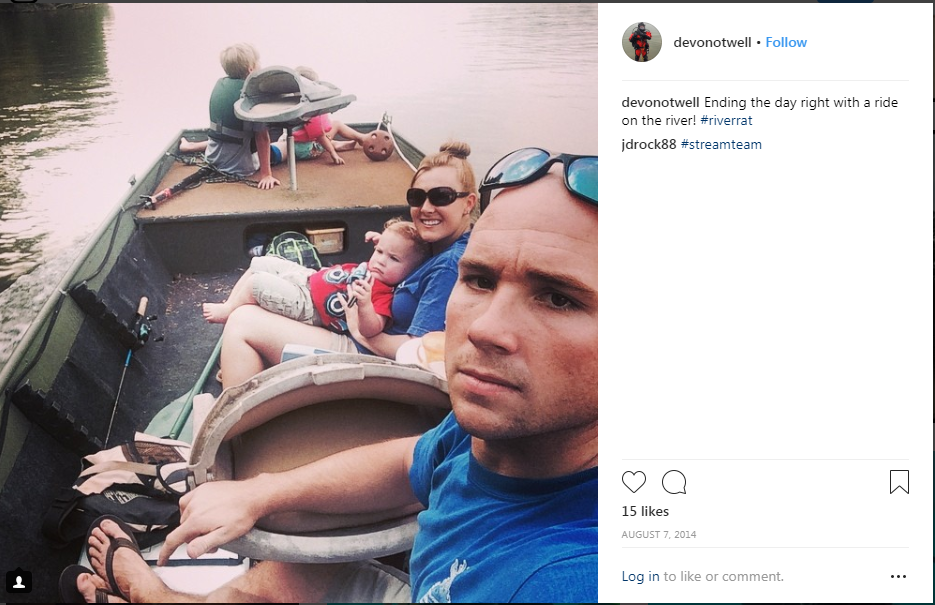 devonotwell • Follow
devonotwell Ending the day right with a ride
on the river! #riverrat
jdrock88 #streamteam
15 likes
AUGUST 7, 2014
Log in to like or comment.